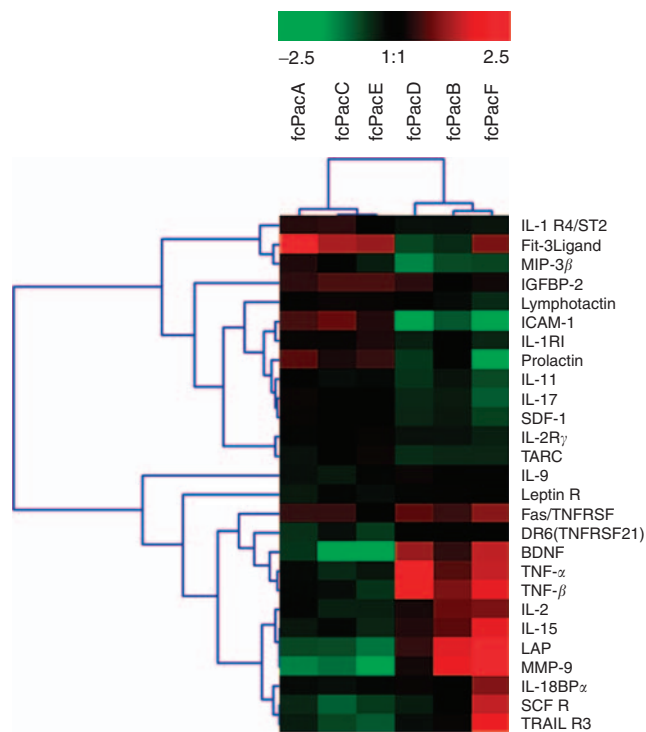 −2.5 1:1 2.5
fcPacA fcPacC fcPacE fcPacD fcPacB fcPacF
IL-1 R4/ST2
Fit-3Ligand
MIP-3β
IGFBP-2
Lymphotactin
ICAM-1
IL-1RI
Prolactin
IL-11
IL-17
SDF-1
IL-2Rγ
TARC
IL-9
Leptin R
Fas/TNFRSF
DR6(TNFRSF21)
BDNF
TNF-α
TNF-β
IL-2
IL-15
LAP
MMP-9
IL-18BPα
SCF R
TRAIL R3